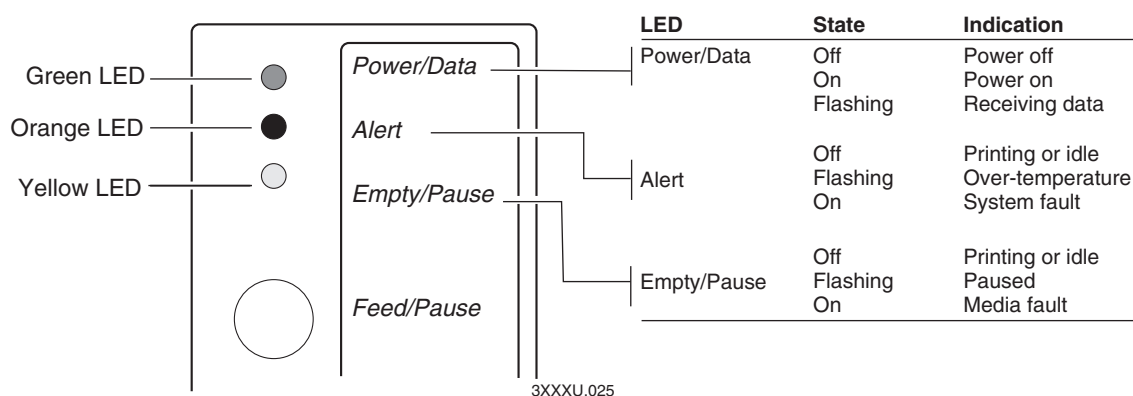 Green LED
Orange LED
Yellow LED
Power/Data
Alert
Empty/Pause
Feed/Pause
3XXXU.025
LED State Indication
Power/Data Off Power off
On Power on
Flashing Receiving data
Off Printing or idle
Alert Flashing Over-temperature
On System fault
Off Printing or idle
Empty/Pause Flashing Paused
On Media fault